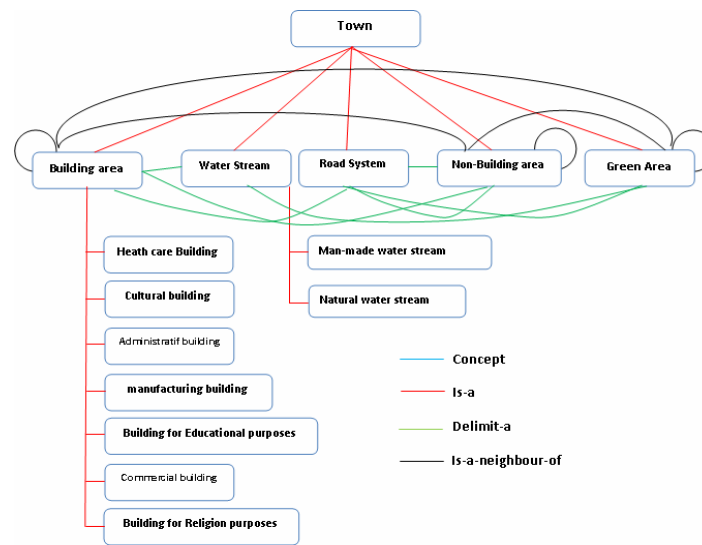 Town
Building area
Water Stream
Road System
Non-Building area
Green Area
Heath care Building
Man-made water stream
Cultural building
Natural water stream
Administratif building
manufacturing building
Building for Educational purposes
Commercial building
Building for Religion purposes
Concept
Is-a
Delimit-a
Is-a-neighbour-of